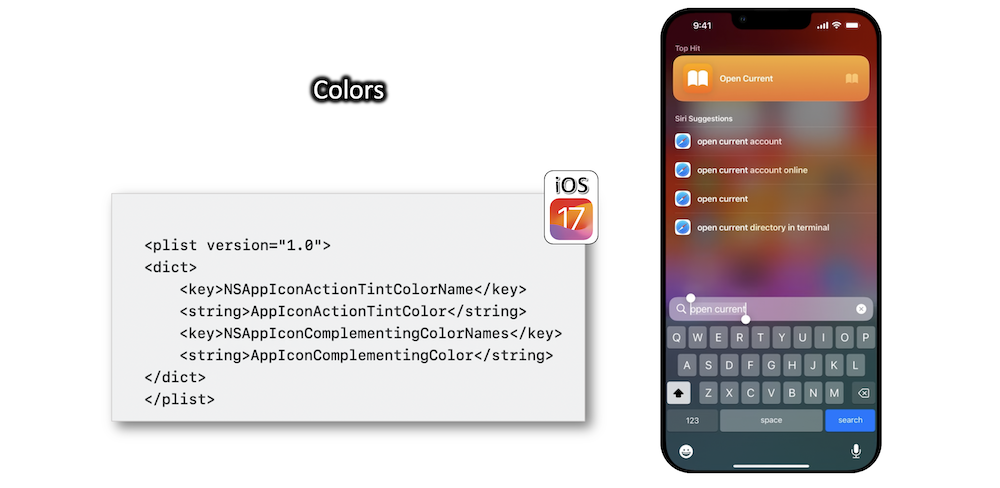 Colors
iOS
17
<plist version="1.0">
<dict>
<key>NSAppIconActionTintColorName</key>
<string>AppIconActionTintColor</string>
<key>NSAppIconComplementingColorNames</key>
<string>AppIconComplementingColor</string>
</dict>
</plist>
9:41
Top Hit
Open Current
Siri Suggestions
open current account
open current account online
open current
open current directory in terminal
open current
Q W E R T Y U I O P
A S D F G H J K L
Z X C V B N M
123 space search